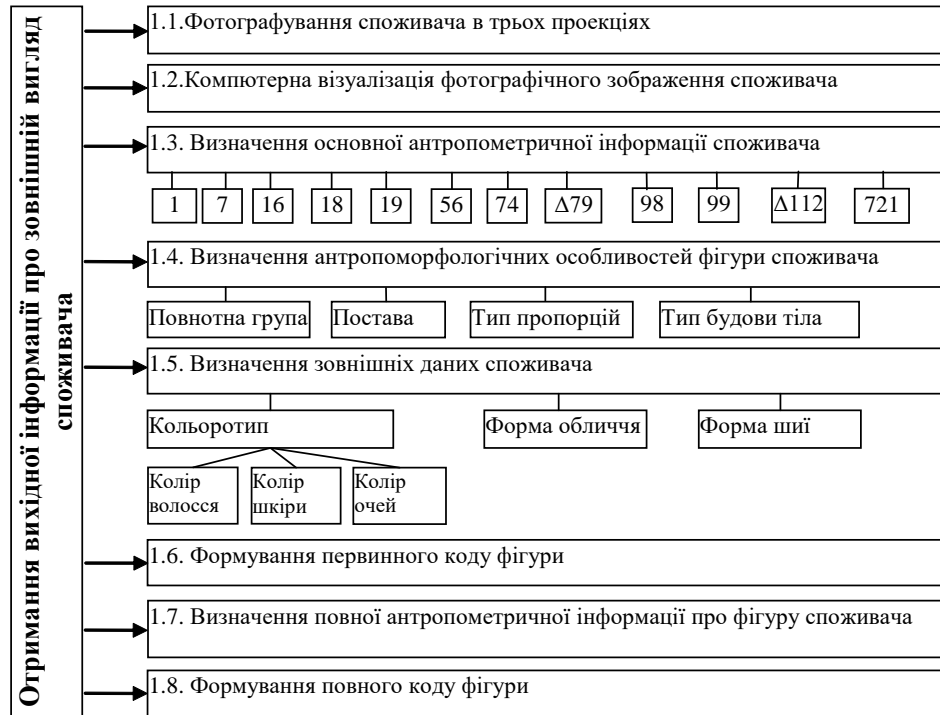 Отримання вихідної інформації про зовнішній вигляд
споживача
1.1.Фотографування споживача в трьох проекціях
1.2.Компютерна візуалізація фотографічного зображення споживача
1.3. Визначення основної антропометричної інформації споживача
1 7 16 18 19 56 74 Δ79 98 99 Δ112 721
1.4. Визначення антропоморфологічних особливостей фігури споживача
Повнотна група Постава Тип пропорцій Тип будови тіла
1.5. Визначення зовнішніх даних споживача
Кольоротип Форма обличчя Форма шиї
Колір
волосся
Колір
шкіри
Колір
очей
1.6. Формування первинного коду фігури
1.7. Визначення повної антропометричної інформації про фігуру споживача
1.8. Формування повного коду фігури